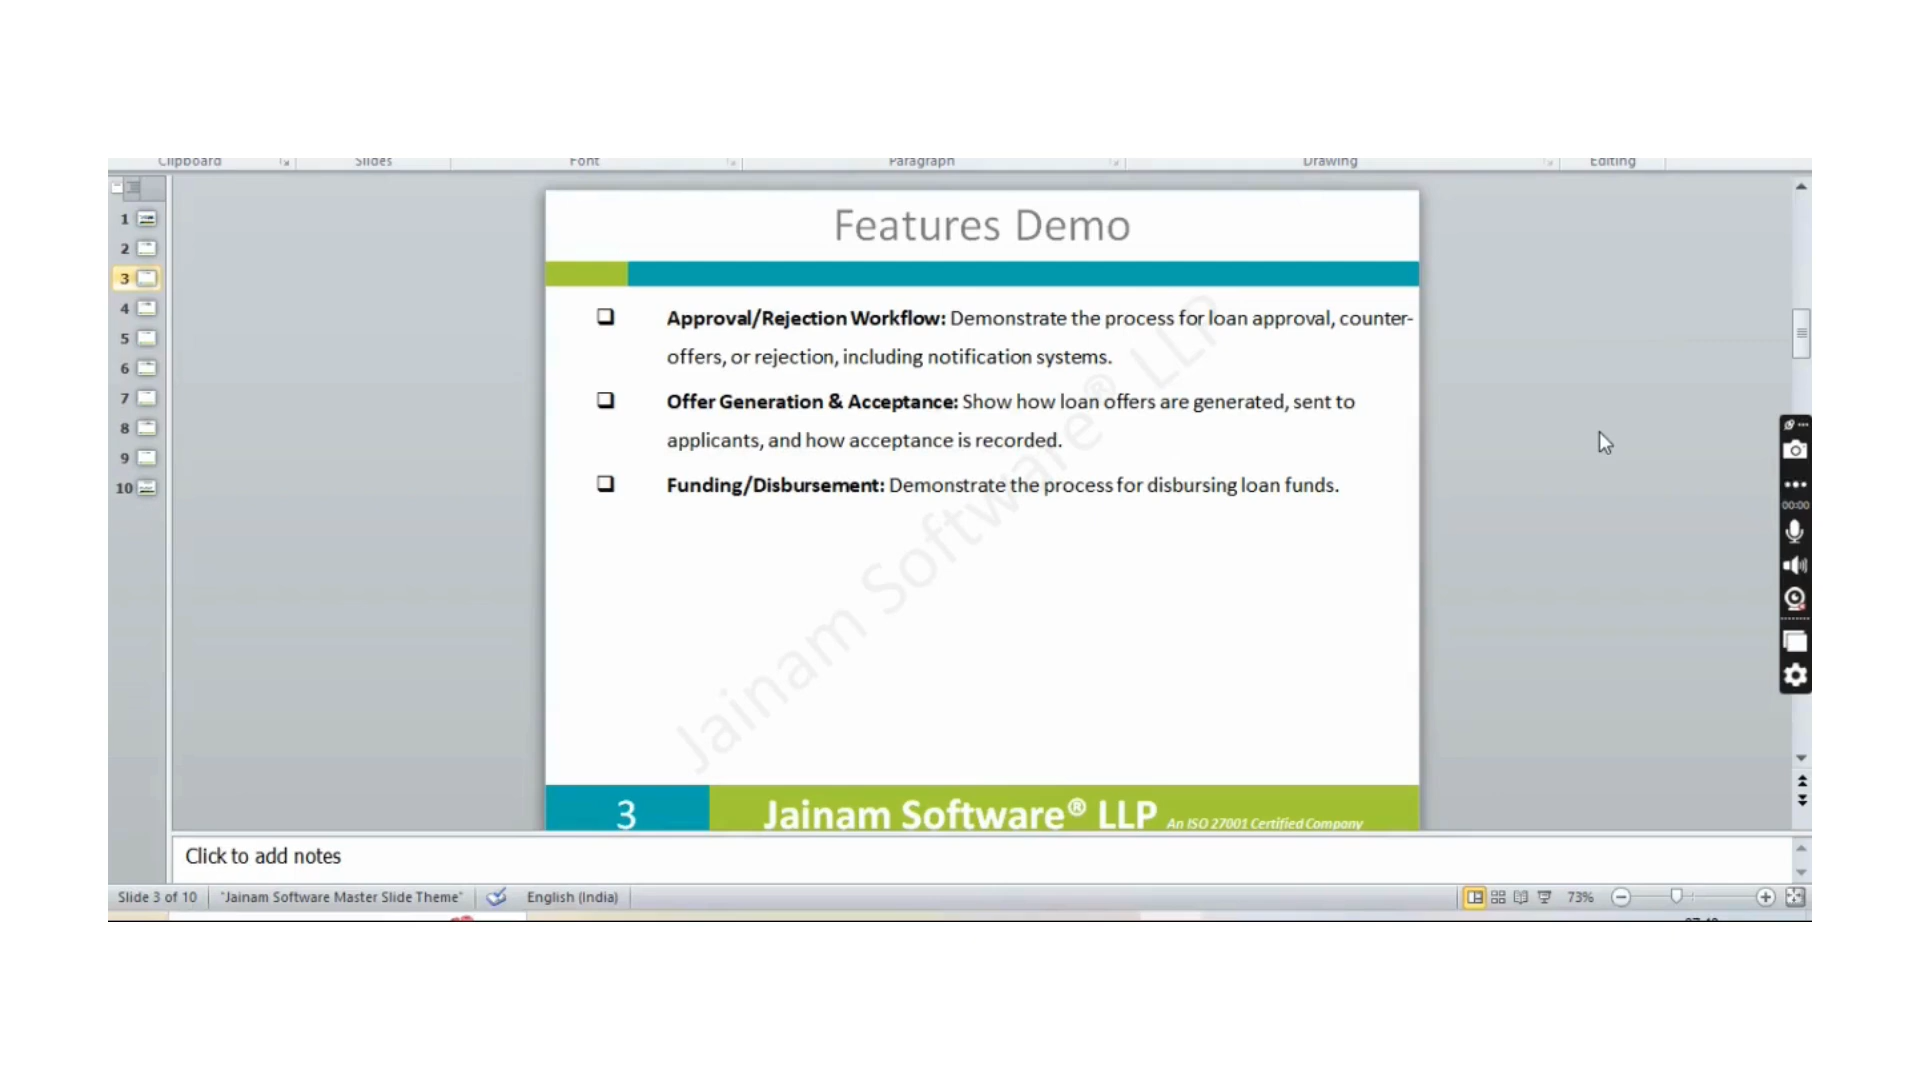 Clipboard
Slides
Font
Paragraph
Drawing
Editing
1
2
3
4
5
6
7
8
9
10
Features Demo
❑ Approval/Rejection Workflow: Demonstrate the process for loan approval, counter-
offers, or rejection, including notification systems.
❑ Offer Generation & Acceptance: Show how loan offers are generated, sent to
applicants, and how acceptance is recorded.
❑ Funding/Disbursement: Demonstrate the process for disbursing loan funds.
Jainam Software® LLP
3
Jainam Software® LLP An ISO 27001 Certified Company
00:00
Click to add notes
Slide 3 of 10
"Jainam Software Master Slide Theme"
English (India)
73%